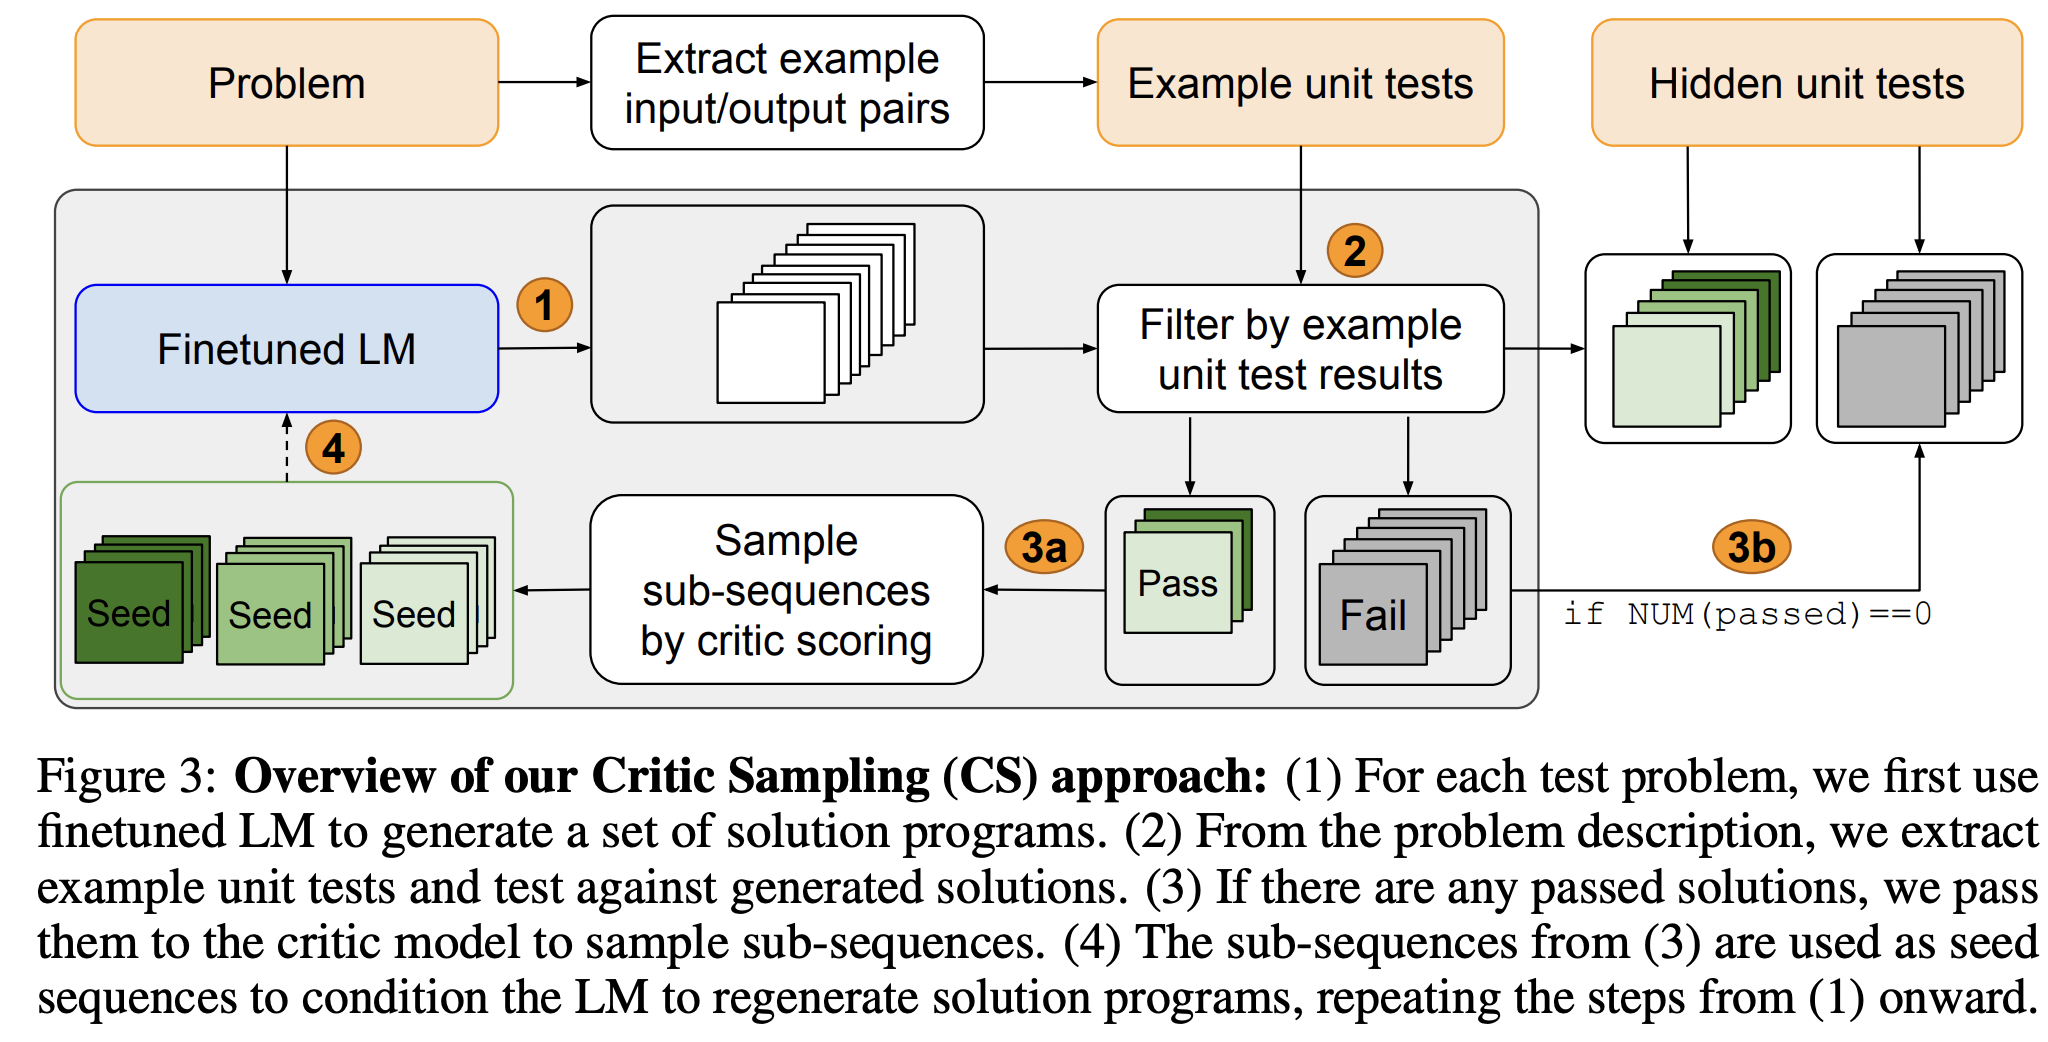 Problem
Extract example
input/output pairs
Example unit tests
Hidden unit tests
Finetuned LM
1
2
Filter by example
unit test results
4
Seed
Seed
Seed
Sample
sub-sequences
by critic scoring
3a
Pass
Fail
3b
if NUM(passed)==0
Figure 3: Overview of our Critic Sampling (CS) approach: (1) For each test problem, we first use
finetuned LM to generate a set of solution programs. (2) From the problem description, we extract
example unit tests and test against generated solutions. (3) If there are any passed solutions, we pass
them to the critic model to sample sub-sequences. (4) The sub-sequences from (3) are used as seed
sequences to condition the LM to regenerate solution programs, repeating the steps from (1) onward.